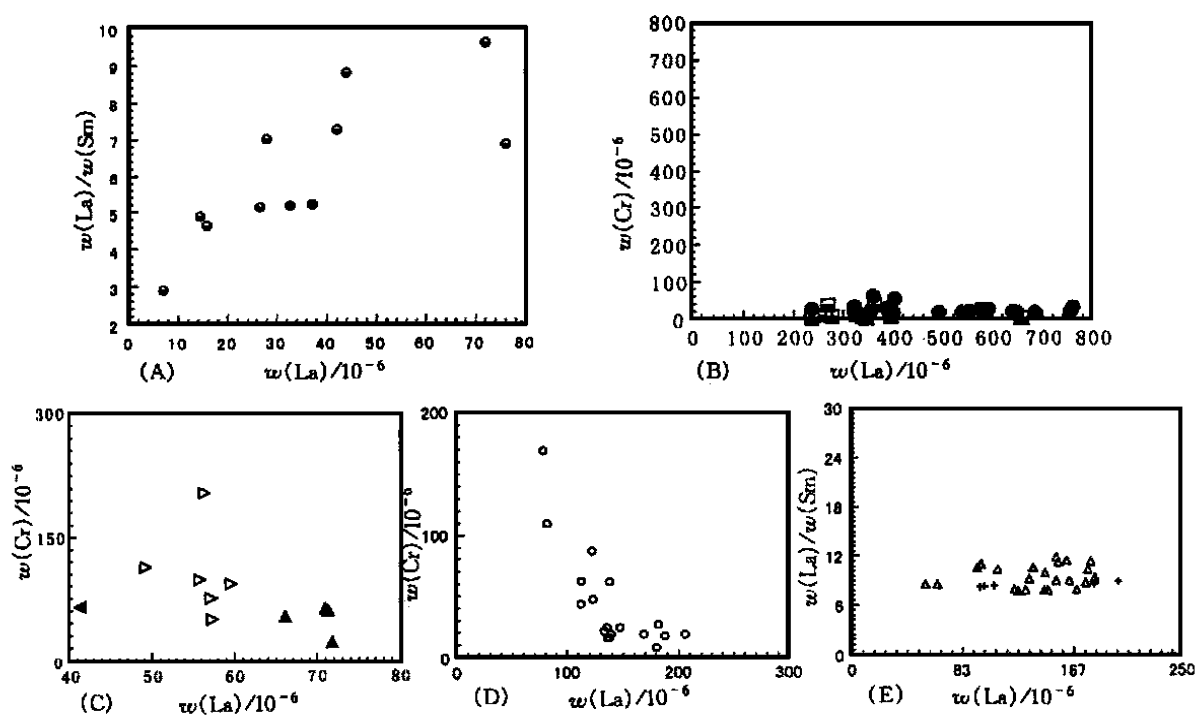 10
9
8
7
6
5
4
3
2
w(La)/w(Sm)
0 10 20 30 40 50 60 70 80
(A) w(La)/10⁻⁶
800
700
600
500
400
300
200
100
0
w(Cr)/10⁻⁶
0 100 200 300 400 500 600 700 800
(B) w(La)/10⁻⁶
300
150
0
w(Cr)/10⁻⁶
40 50 60 70 80
(C) w(La)/10⁻⁶
200
100
0
w(Cr)/10⁻⁶
0 100 200 300
(D) w(La)/10⁻⁶
30
24
18
12
6
0
w(La)/w(Sm)
0 83 167 250
(E) w(La)/10⁻⁶